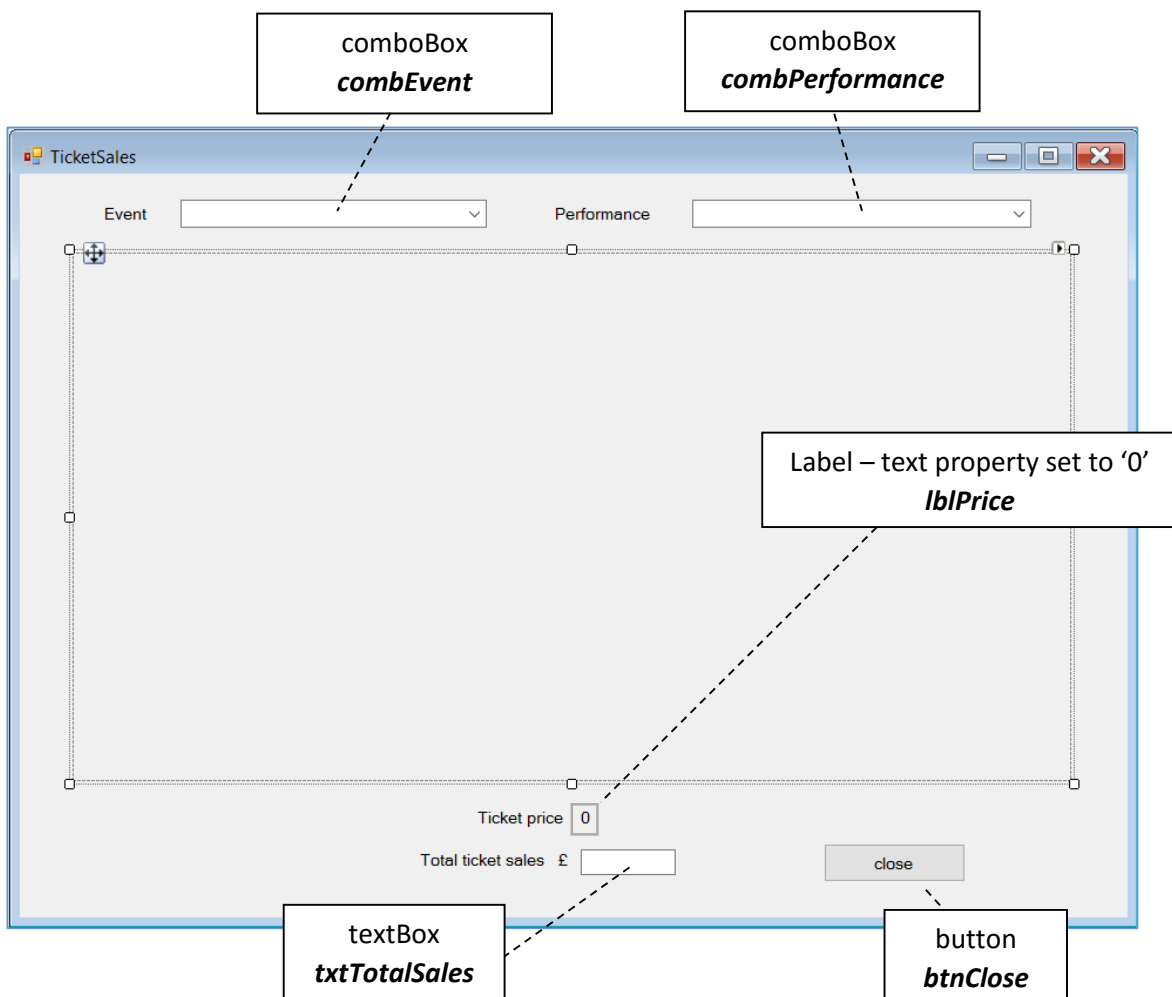 comboBox
combEvent
comboBox
combPerformance
TicketSales
Event
Performance
Label – text property set to ‘0’
lblPrice
Ticket price 0
Total ticket sales £
close
textBox
txtTotalSales
button
btnClose